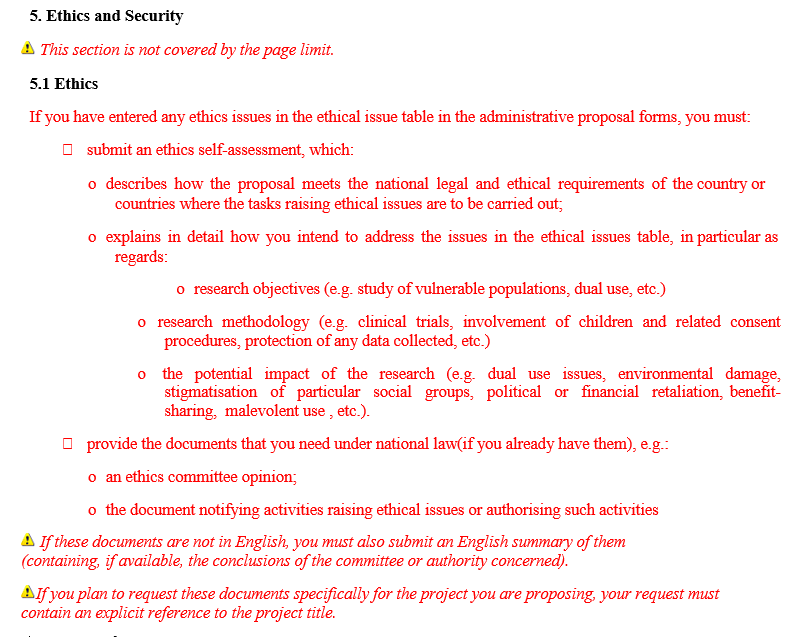 5. Ethics and Security
⚠ This section is not covered by the page limit.
5.1 Ethics
If you have entered any ethics issues in the ethical issue table in the administrative proposal forms, you must:
□ submit an ethics self-assessment, which:
o describes how the proposal meets the national legal and ethical requirements of the country or
countries where the tasks raising ethical issues are to be carried out;
o explains in detail how you intend to address the issues in the ethical issues table, in particular as
regards:
o research objectives (e.g. study of vulnerable populations, dual use, etc.)
o research methodology (e.g. clinical trials, involvement of children and related consent
procedures, protection of any data collected, etc.)
o the potential impact of the research (e.g. dual use issues, environmental damage,
stigmatisation of particular social groups, political or financial retaliation, benefit-
sharing, malevolent use , etc.).
□ provide the documents that you need under national law(if you already have them), e.g.:
o an ethics committee opinion;
o the document notifying activities raising ethical issues or authorising such activities
⚠ If these documents are not in English, you must also submit an English summary of them
(containing, if available, the conclusions of the committee or authority concerned).
⚠If you plan to request these documents specifically for the project you are proposing, your request must
contain an explicit reference to the project title.